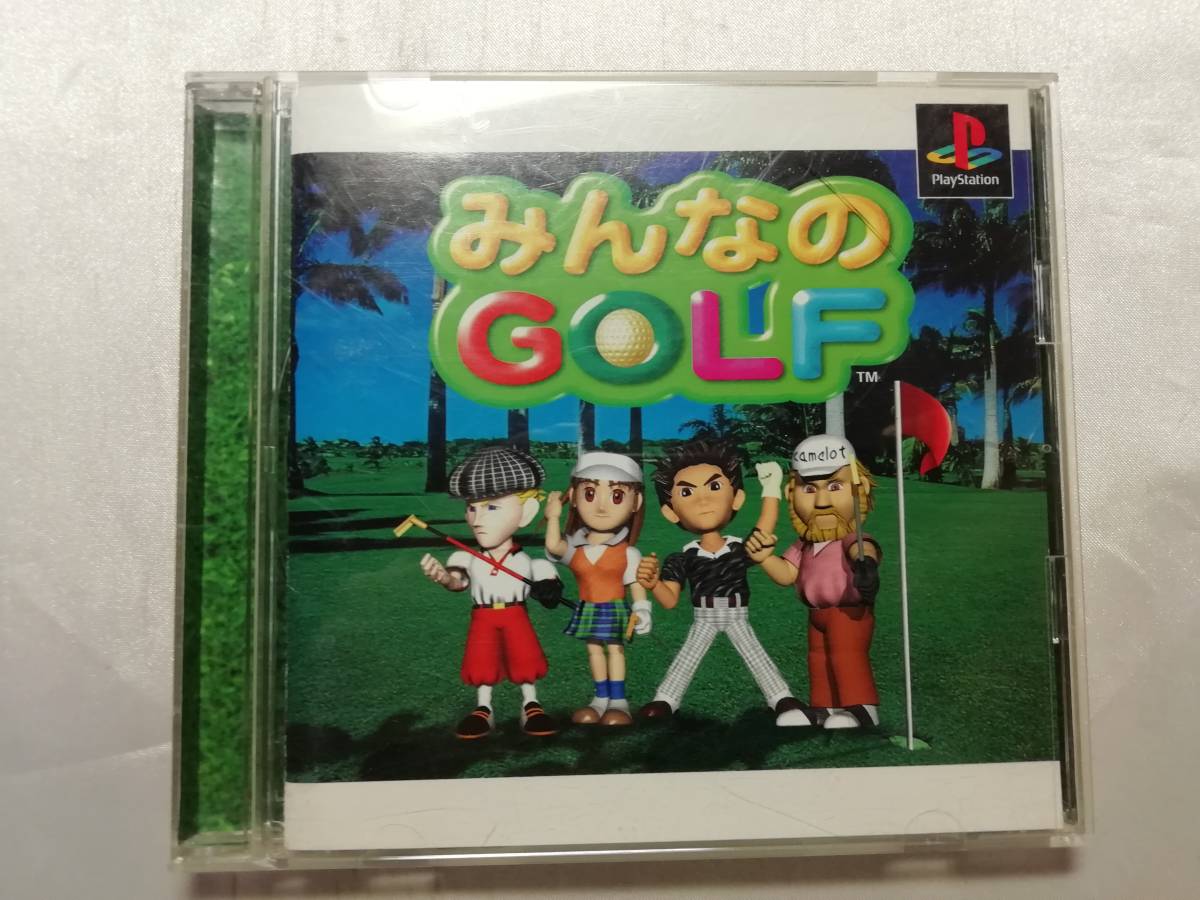 PlayStation
みんなの
GOLF
TM
camelot